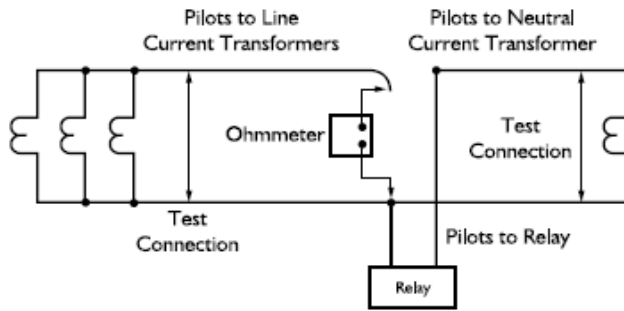 Pilots to Line
Current Transformers
Pilots to Neutral
Current Transformer
Ohmmeter
Test
Connection
Test
Connection
Pilots to Relay
Relay